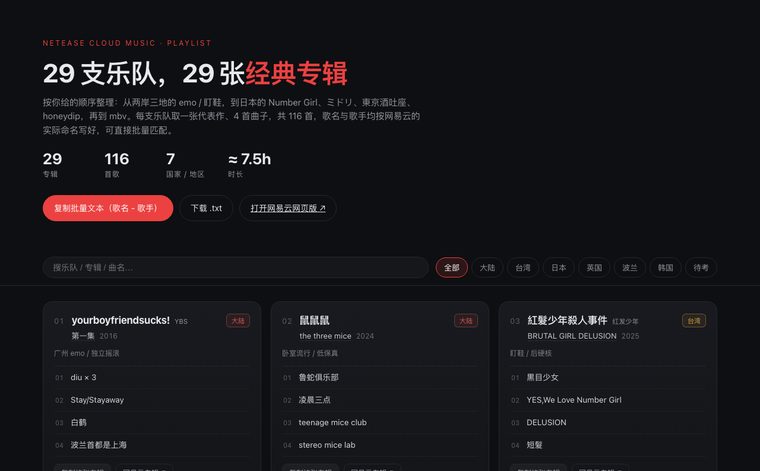 NETEASE CLOUD MUSIC · PLAYLIST
29 支乐队，29 张经典专辑
按你给的顺序整理：从两岸三地的 emo / 盯鞋，到日本的 Number Girl、ミドリ、東京酒吐座、
honeydip，再到 mbv。每支乐队取一张代表作、4 首曲子，共 116 首，歌名与歌手均按网易云的
实际命名写好，可直接批量匹配。
29 116 7 ≈ 7.5h
专辑 首歌 国家 / 地区 时长
复制批量文本（歌名 - 歌手） 下载 .txt 打开网易云网页版 ↗
搜乐队 / 专辑 / 曲名... 全部 大陆 台湾 日本 英国 波兰 韩国 待考
01 yourboyfriendsucks! YBS 大陆
第一集 2016
广州 emo / 独立摇滚
01 diu × 3
02 Stay/Stayaway
03 白鹤
04 波兰首都是上海
02 鼠鼠鼠 大陆
the three mice 2024
卧室流行 / 低保真
01 鲁蛇俱乐部
02 凌晨三点
03 teenage mice club
04 stereo mice lab
03 紅髮少年殺人事件 红发少年 台湾
BRUTAL GIRL DELUSION 2025
盯鞋 / 后硬核
01 黑目少女
02 YES,We Love Number Girl
03 DELUSION
04 短髮